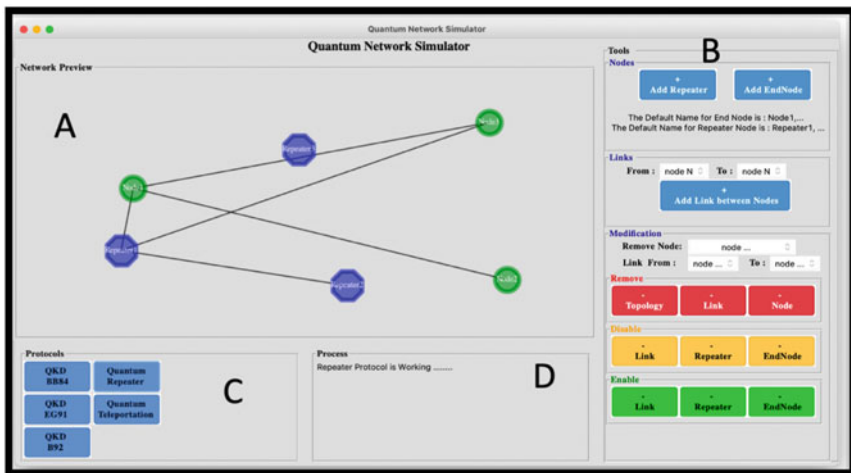 Quantum Network Simulator
Quantum Network Simulator
Network Preview
A
Node1
Repeater1
Node2
Repeater2
Tools
B
Nodes
+
Add Repeater
+
Add EndNode
The Default Name for End Node is : Node1,...
The Default Name for Repeater Node is : Repeater1, ...
Links
From : node N To : node N
+
Add Link between Nodes
Modification
Remove Node: node ...
Link From : node ... To : node ...
Remove
-
Topology
-
Link
-
Node
Disable
-
Link
-
Repeater
-
EndNode
Enable
-
Link
-
Repeater
-
EndNode
Protocols
QKD
BB84
Quantum
Repeater
QKD
EG91
Quantum
Teleportation
QKD
B92
C
Process
Repeater Protocol is Working ........
D